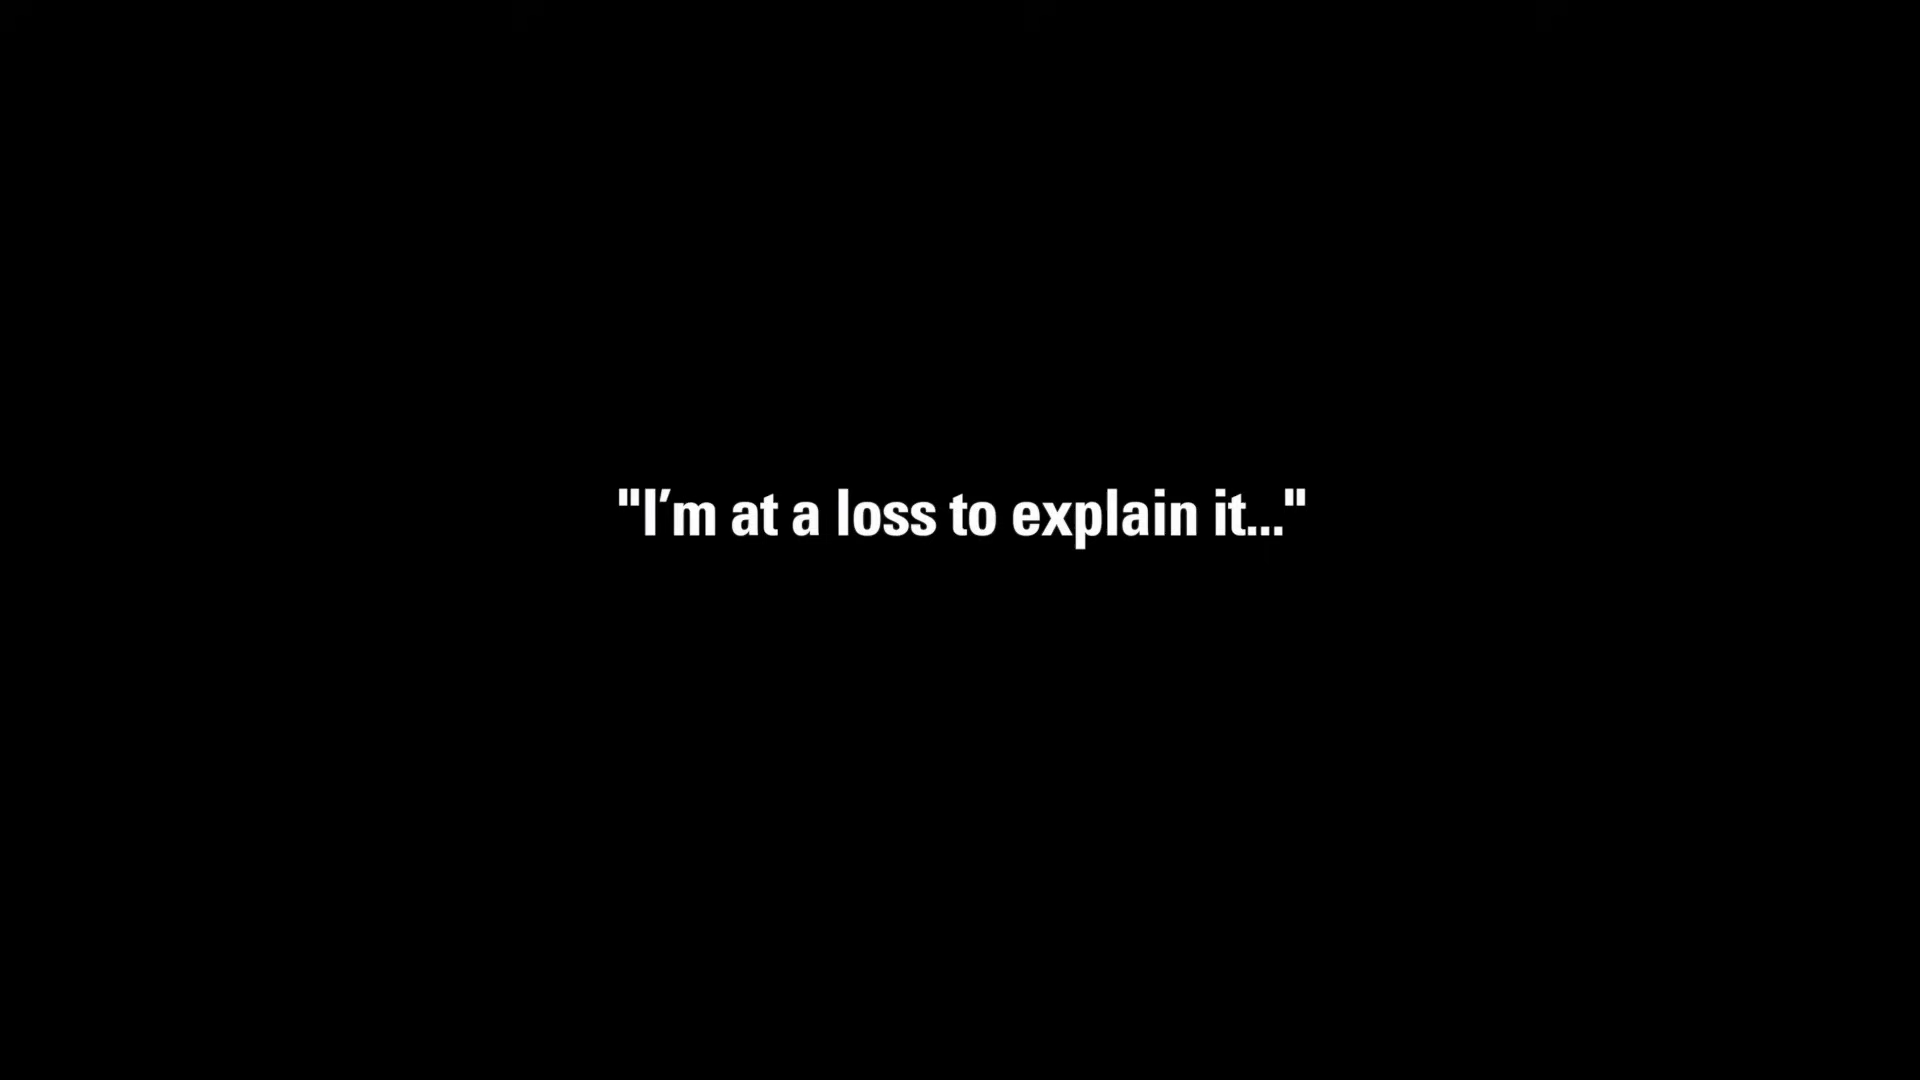 "I’m at a loss to explain it..."